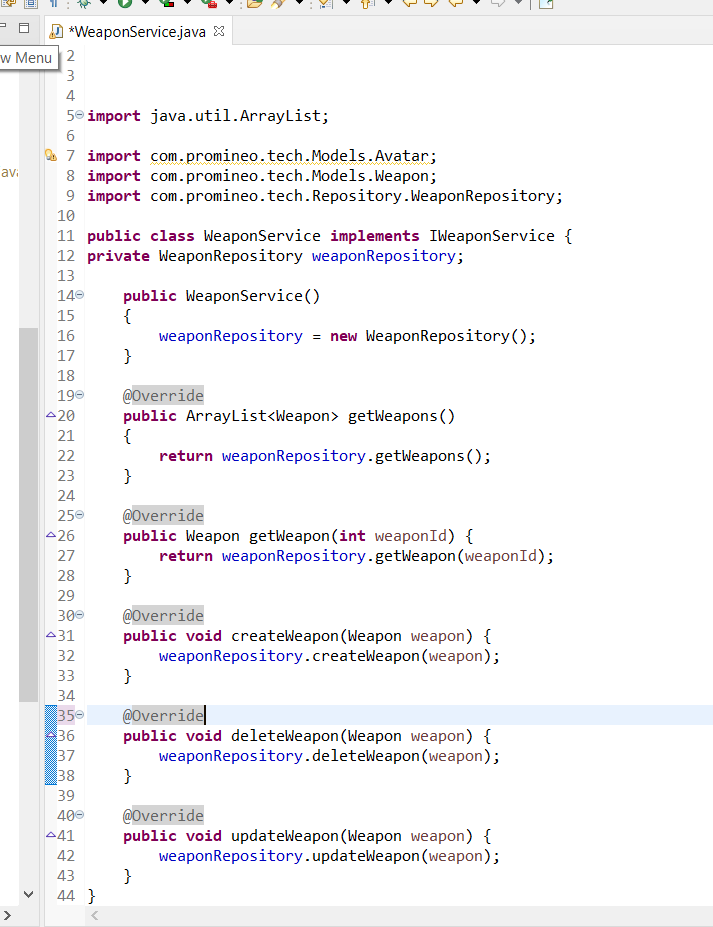 *WeaponService.java
w Menu
ava
2
3
4
5 import java.util.ArrayList;
6
7 import com.promineo.tech.Models.Avatar;
8 import com.promineo.tech.Models.Weapon;
9 import com.promineo.tech.Repository.WeaponRepository;
10
11 public class WeaponService implements IWeaponService {
12 private WeaponRepository weaponRepository;
13
14 public WeaponService()
15 {
16 weaponRepository = new WeaponRepository();
17 }
18
19 @Override
20 public ArrayList<Weapon> getWeapons()
21 {
22 return weaponRepository.getWeapons();
23 }
24
25 @Override
26 public Weapon getWeapon(int weaponId) {
27 return weaponRepository.getWeapon(weaponId);
28 }
29
30 @Override
31 public void createWeapon(Weapon weapon) {
32 weaponRepository.createWeapon(weapon);
33 }
34
35 @Override
36 public void deleteWeapon(Weapon weapon) {
37 weaponRepository.deleteWeapon(weapon);
38 }
39
40 @Override
41 public void updateWeapon(Weapon weapon) {
42 weaponRepository.updateWeapon(weapon);
43 }
44 }